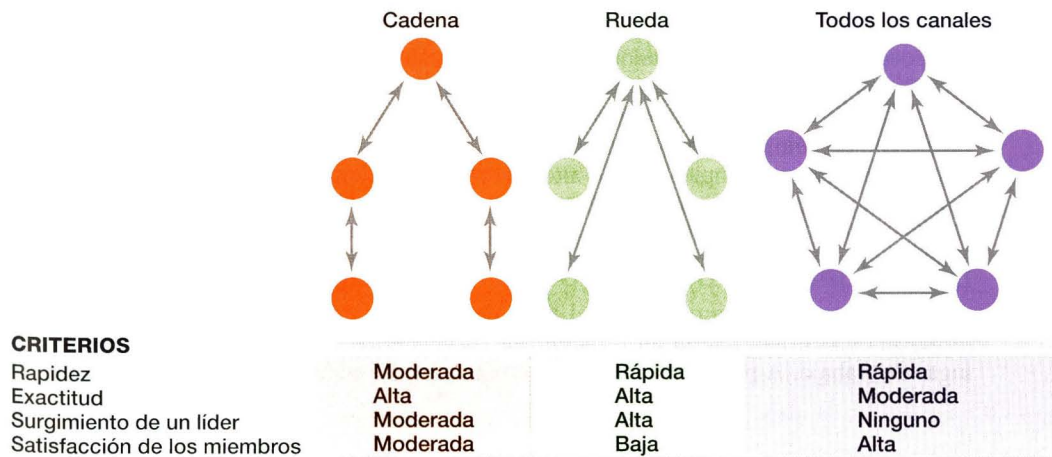 Cadena Rueda Todos los canales
CRITERIOS
Rapidez Moderada Rápida Rápida
Exactitud Alta Alta Moderada
Surgimiento de un líder Moderada Alta Ninguno
Satisfacción de los miembros Moderada Baja Alta